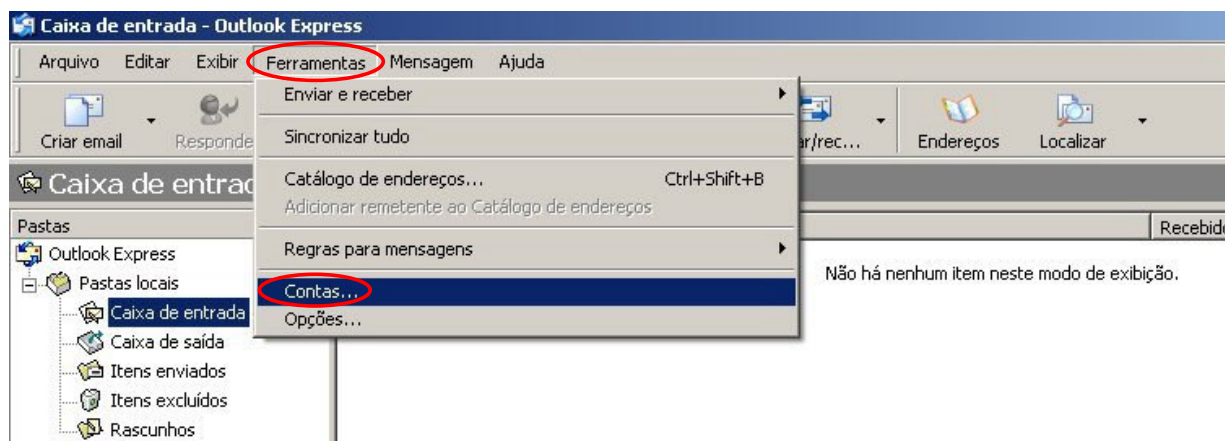 Caixa de entrada - Outlook Express
Arquivo Editar Exibir Ferramentas Mensagem Ajuda
Criar email Responde ar/rec... Endereços Localizar
Enviar e receber
Sincronizar tudo
Catálogo de endereços... Ctrl+Shift+B
Adicionar remetente ao Catálogo de endereços
Regras para mensagens
Contas...
Opções...
Caixa de entrad
Pastas
Recebido
Outlook Express
Pastas locais
Caixa de entrada
Caixa de saída
Itens enviados
Itens excluídos
Rascunhos
Não há nenhum item neste modo de exibição.